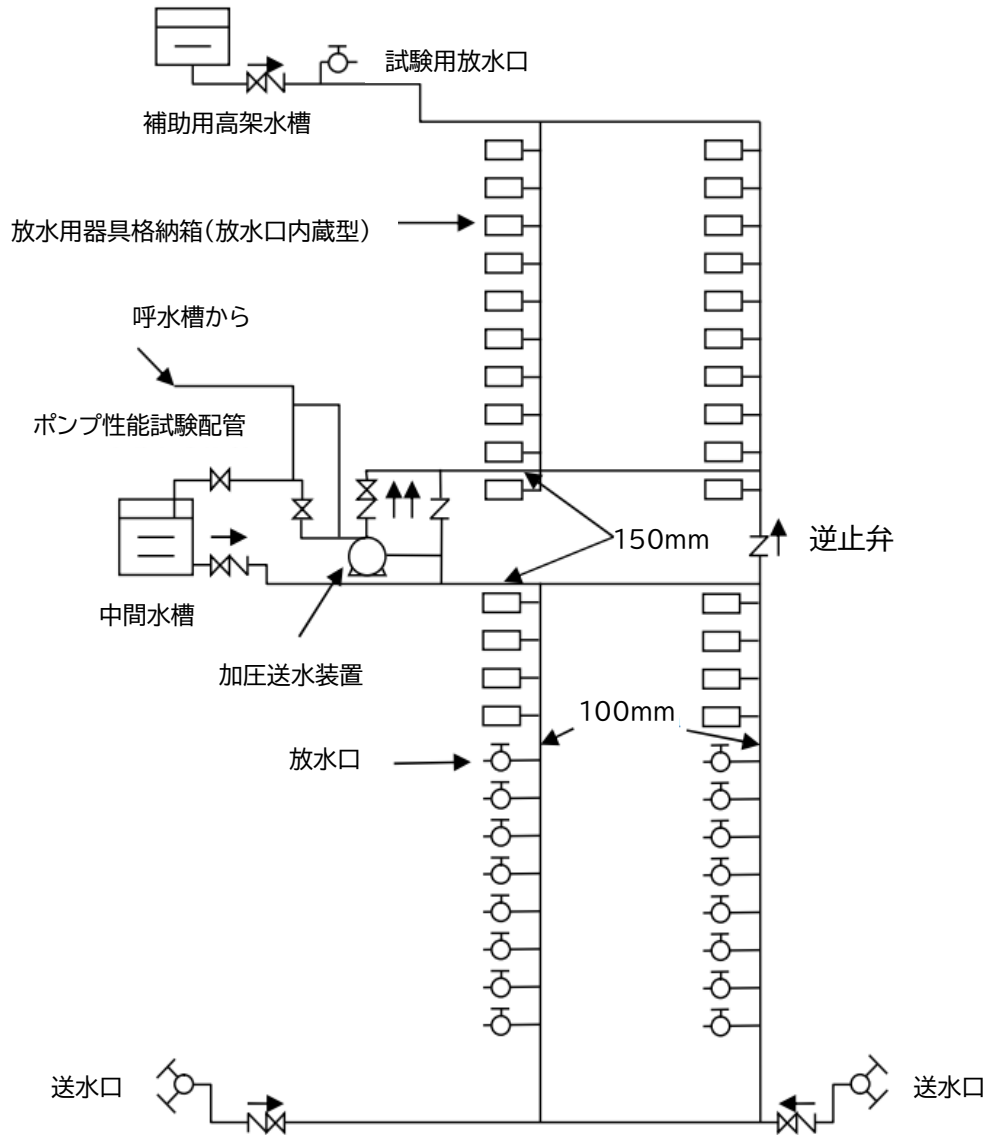 試験用放水口
補助用高架水槽
放水用器具格納箱(放水口内蔵型)
呼水槽から
ポンプ性能試験配管
150mm
逆止弁
中間水槽
加圧送水装置
100mm
放水口
送水口
送水口